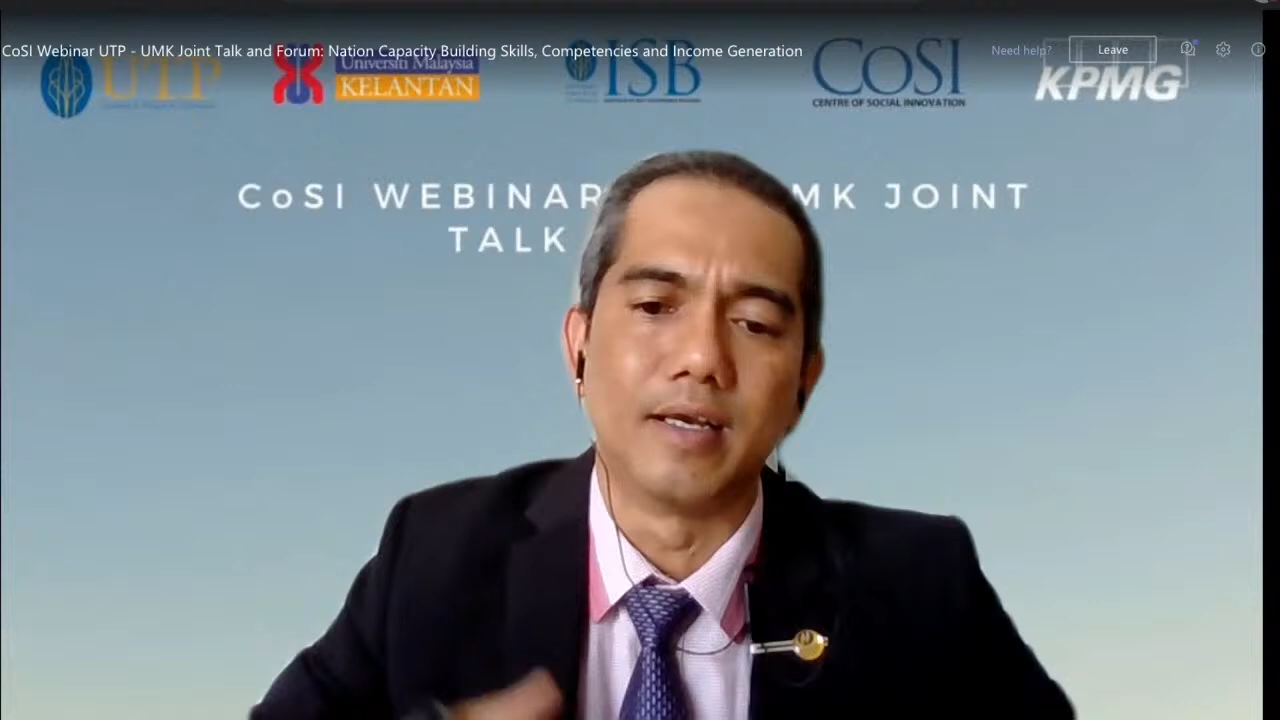 CoSI Webinar UTP - UMK Joint Talk and Forum: Nation Capacity Building Skills, Competencies and Income Generation
Need help?
Leave
UTP
Universiti Malaysia
KELANTAN
ISB
CoSI
CENTRE OF SOCIAL INNOVATION
KPMG
CoSI WEBINAR MK JOINT
TALK